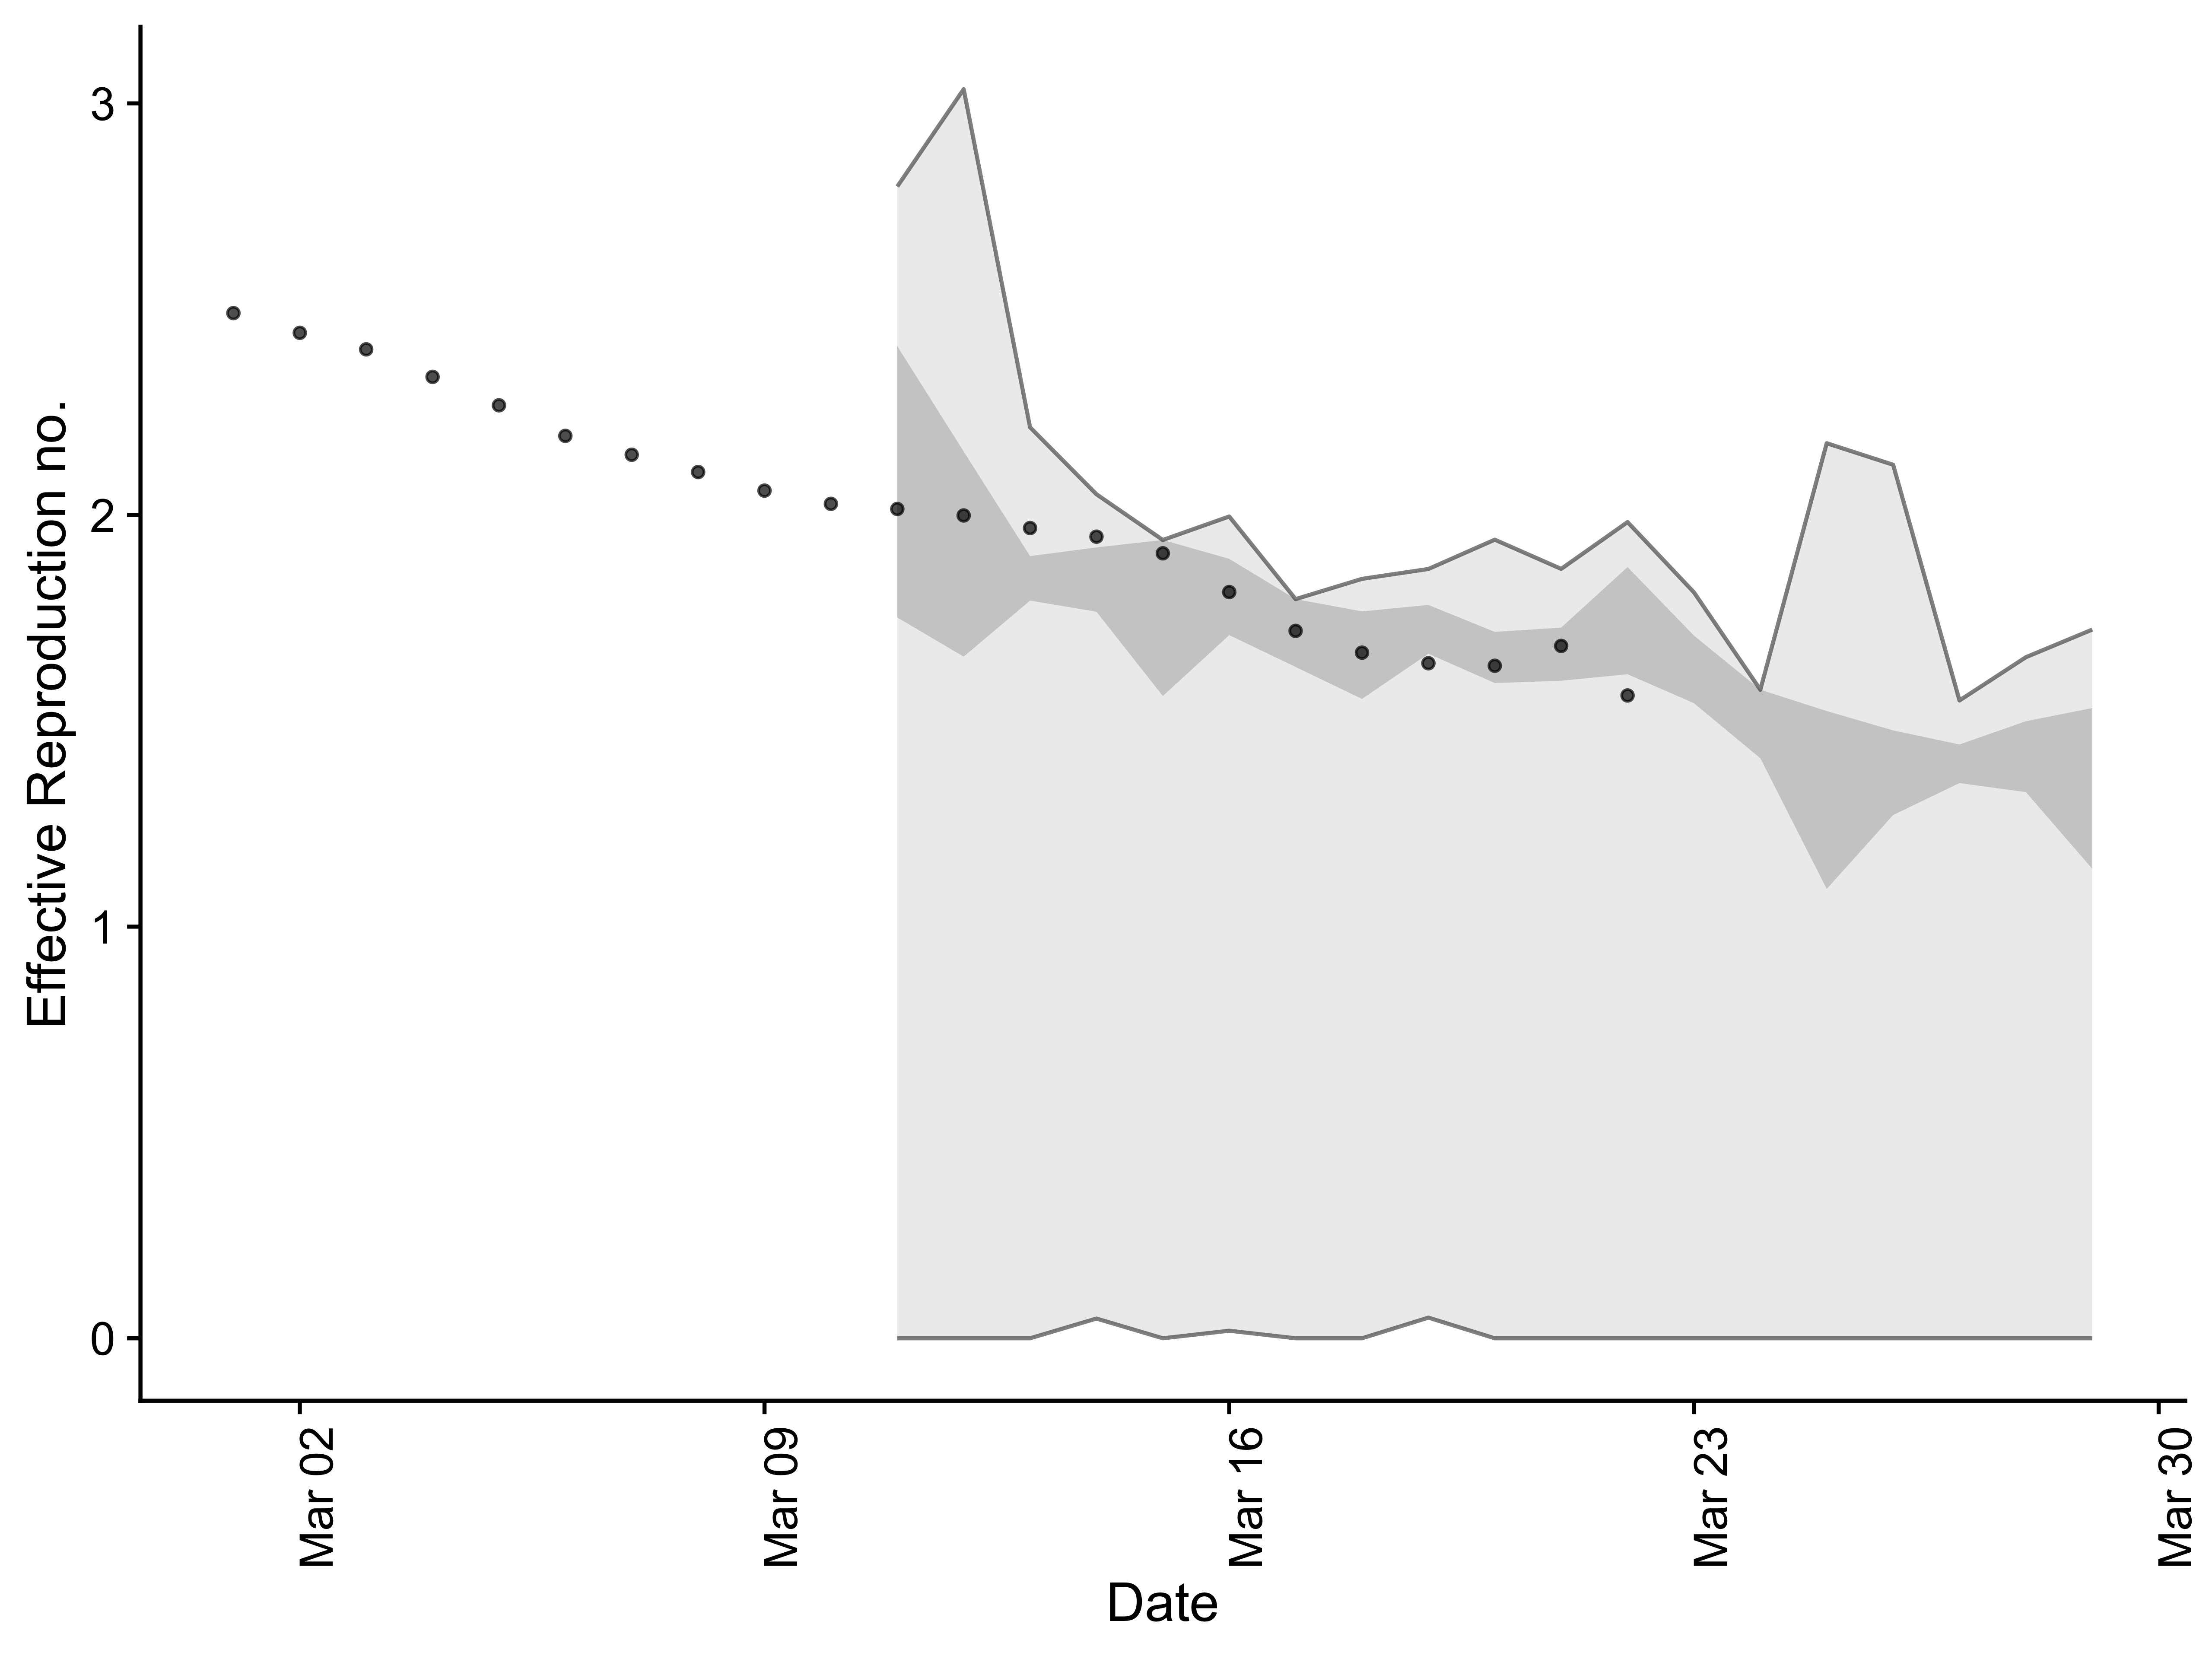 Effective Reproduction no.
3
2
1
0
Mar 02
Mar 09
Mar 16
Mar 23
Mar 30
Date